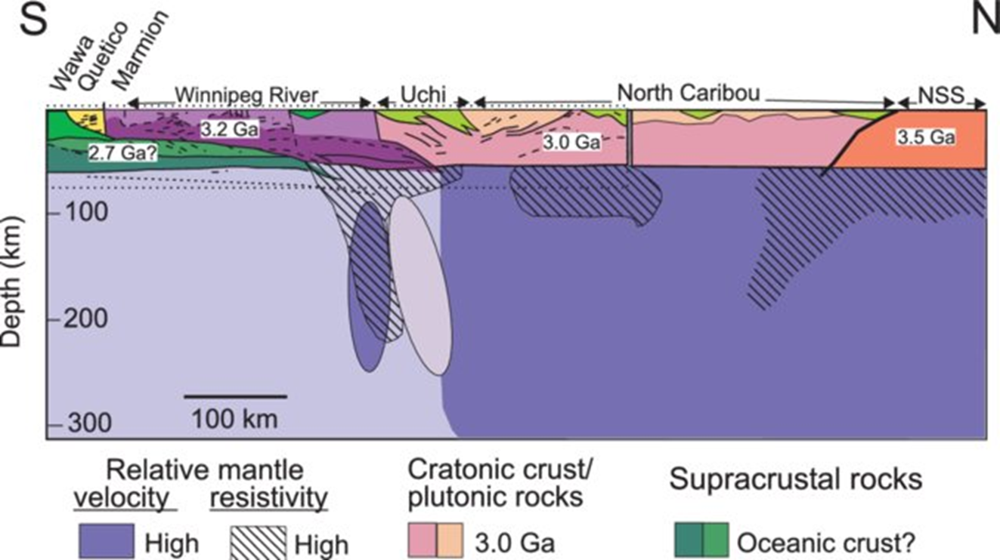 S
N
Wawa
Quetico
Marmion
Winnipeg River
Uchi
North Caribou
NSS
3.2 Ga
3.0 Ga
3.5 Ga
2.7 Ga?
Depth (km)
100
200
300
100 km
Relative mantle
velocity resistivity
High High
Cratonic crust/
plutonic rocks
3.0 Ga
Supracrustal rocks
Oceanic crust?